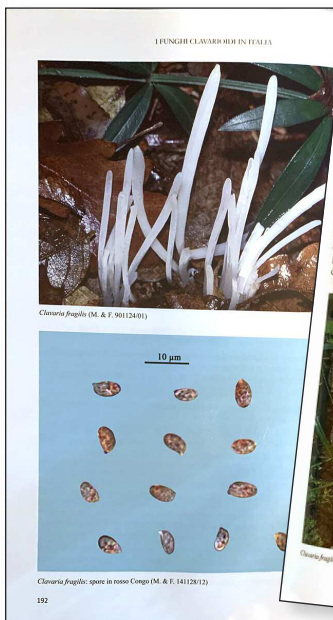 I FUNGHI CLAVARIOIDI IN ITALIA
Clavaria fragilis (M. & F. 901124/01)
10 µm
Clavaria fragilis: spore in rosso Congo (M. & F. 141128/12)
192
Clavaria